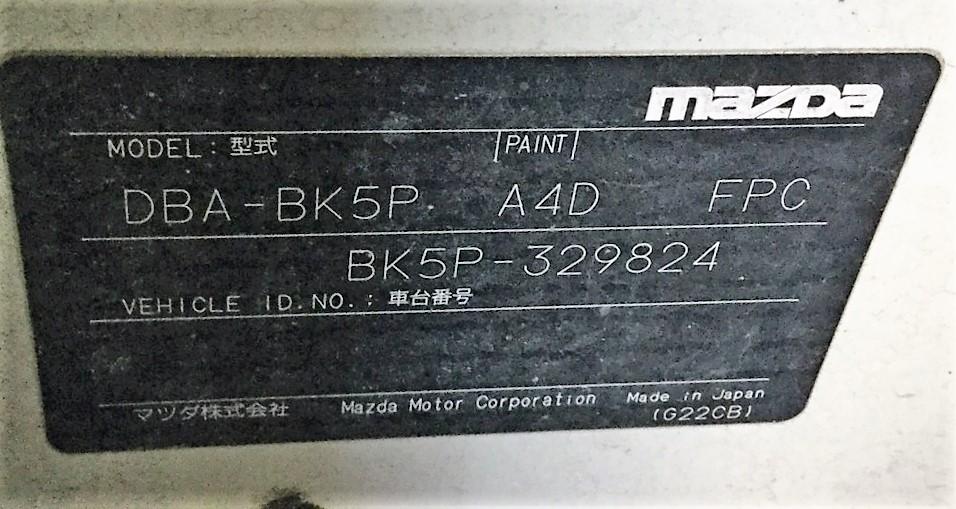 mazda
MODEL: 型式 |PAINT|
DBA-BK5P A4D FPC
BK5P-329824
VEHICLE ID.NO.: 車台番号
マツダ株式会社 Mazda Motor Corporation Made in Japan
(G22CB)